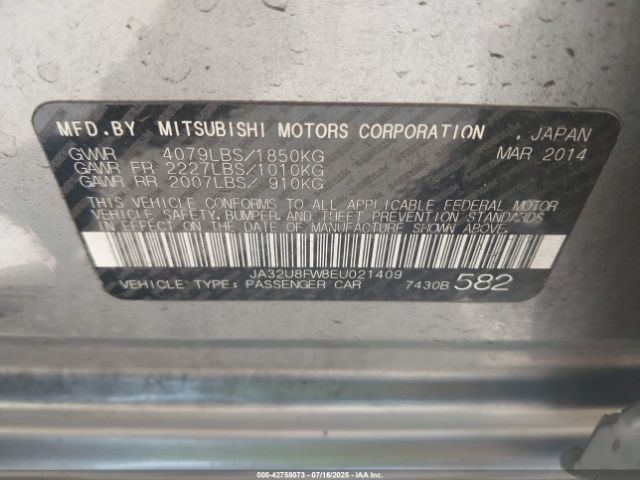 MFD.BY MITSUBISHI MOTORS CORPORATION , JAPAN
GVWR 4079LBS/1850KG MAR 2014
GAWR FR 2227LBS/1010KG
GAWR RR 2007LBS/ 910KG
THIS VEHICLE CONFORMS TO ALL APPLICABLE FEDERAL MOTOR
VEHICLE SAFETY, BUMPER, AND THEFT PREVENTION STANDARDS
IN EFFECT ON THE DATE OF MANUFACTURE SHOWN ABOVE.
JA32U8FW8EU021409
VEHICLE TYPE: PASSENGER CAR 7430B 582
000-42758073 - 07/16/2025 - IAAI.COM